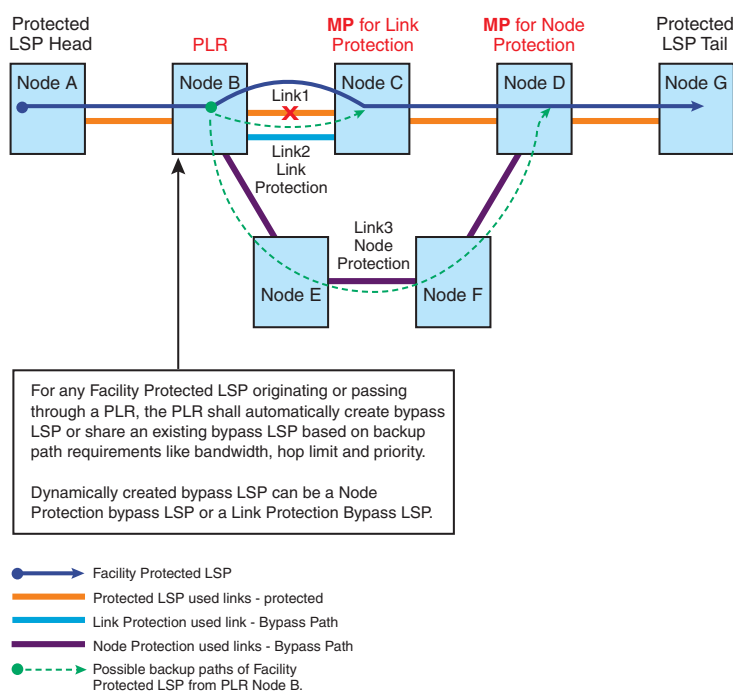 Protected
LSP Head
PLR
MP for Link
Protection
MP for Node
Protection
Protected
LSP Tail
Node A
Node B
Node C
Node D
Node G
Link1
Link2
Link
Protection
Link3
Node
Protection
Node E
Node F
For any Facility Protected LSP originating or passing
through a PLR, the PLR shall automatically create bypass
LSP or share an existing bypass LSP based on backup
path requirements like bandwidth, hop limit and priority.
Dynamically created bypass LSP can be a Node
Protection bypass LSP or a Link Protection Bypass LSP.
Facility Protected LSP
Protected LSP used links - protected
Link Protection used link - Bypass Path
Node Protection used links - Bypass Path
Possible backup paths of Facility
Protected LSP from PLR Node B.